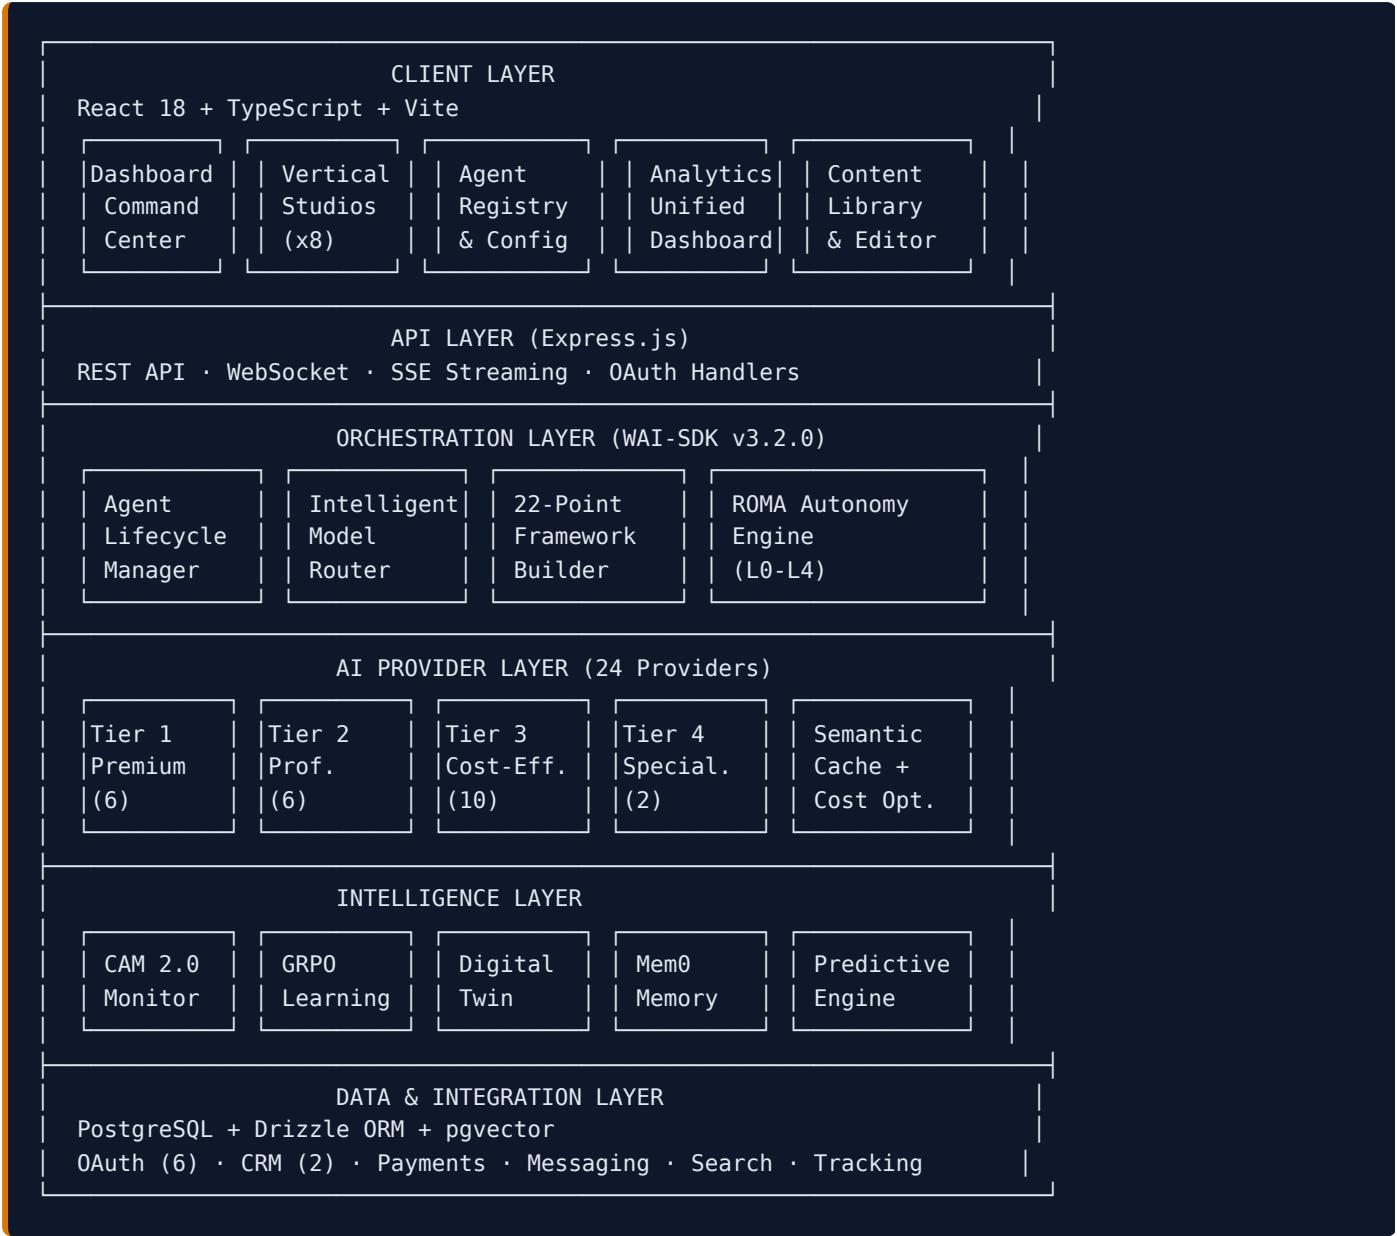 CLIENT LAYER
React 18 + TypeScript + Vite
Dashboard Vertical Agent Analytics Content
Command Studios Registry Unified Library
Center (x8) & Config Dashboard & Editor
API LAYER (Express.js)
REST API · WebSocket · SSE Streaming · OAuth Handlers
ORCHESTRATION LAYER (WAI-SDK v3.2.0)
Agent Intelligent 22-Point ROMA Autonomy
Lifecycle Model Framework Engine
Manager Router Builder (L0-L4)
AI PROVIDER LAYER (24 Providers)
Tier 1 Tier 2 Tier 3 Tier 4 Semantic
Premium Prof. Cost-Eff. Special. Cache +
(6) (6) (10) (2) Cost Opt.
INTELLIGENCE LAYER
CAM 2.0 GRPO Digital Mem0 Predictive
Monitor Learning Twin Memory Engine
DATA & INTEGRATION LAYER
PostgreSQL + Drizzle ORM + pgvector
OAuth (6) · CRM (2) · Payments · Messaging · Search · Tracking